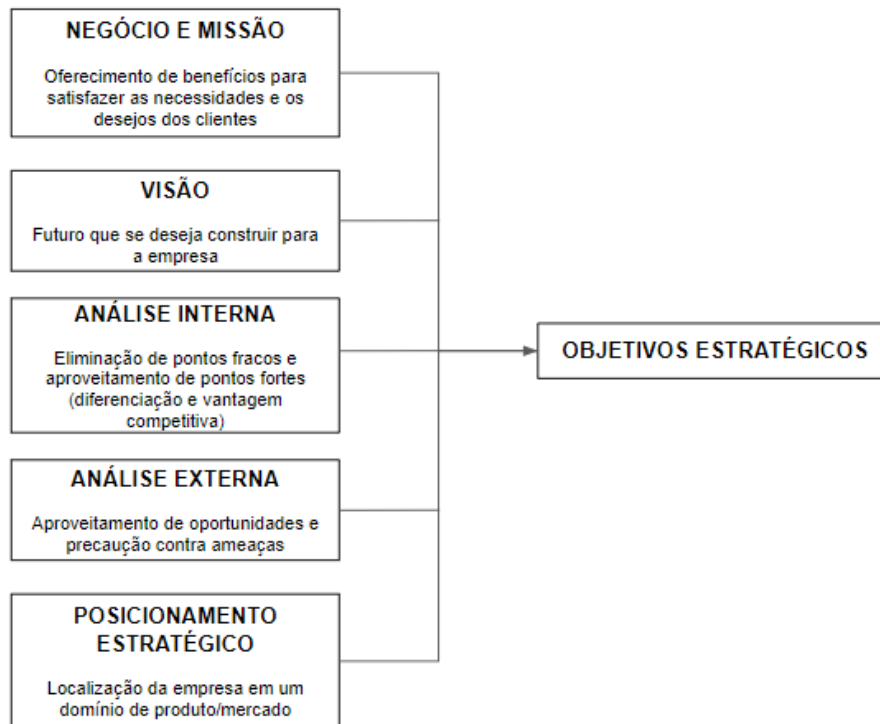 NEGÓCIO E MISSÃO
Oferecimento de benefícios para
satisfazer as necessidades e os
desejos dos clientes
VISÃO
Futuro que se deseja construir para
a empresa
ANÁLISE INTERNA
Eliminação de pontos fracos e
aproveitamento de pontos fortes
(diferenciação e vantagem
competitiva)
OBJETIVOS ESTRATÉGICOS
ANÁLISE EXTERNA
Aproveitamento de oportunidades e
precaução contra ameaças
POSICIONAMENTO
ESTRATÉGICO
Localização da empresa em um
domínio de produto/mercado